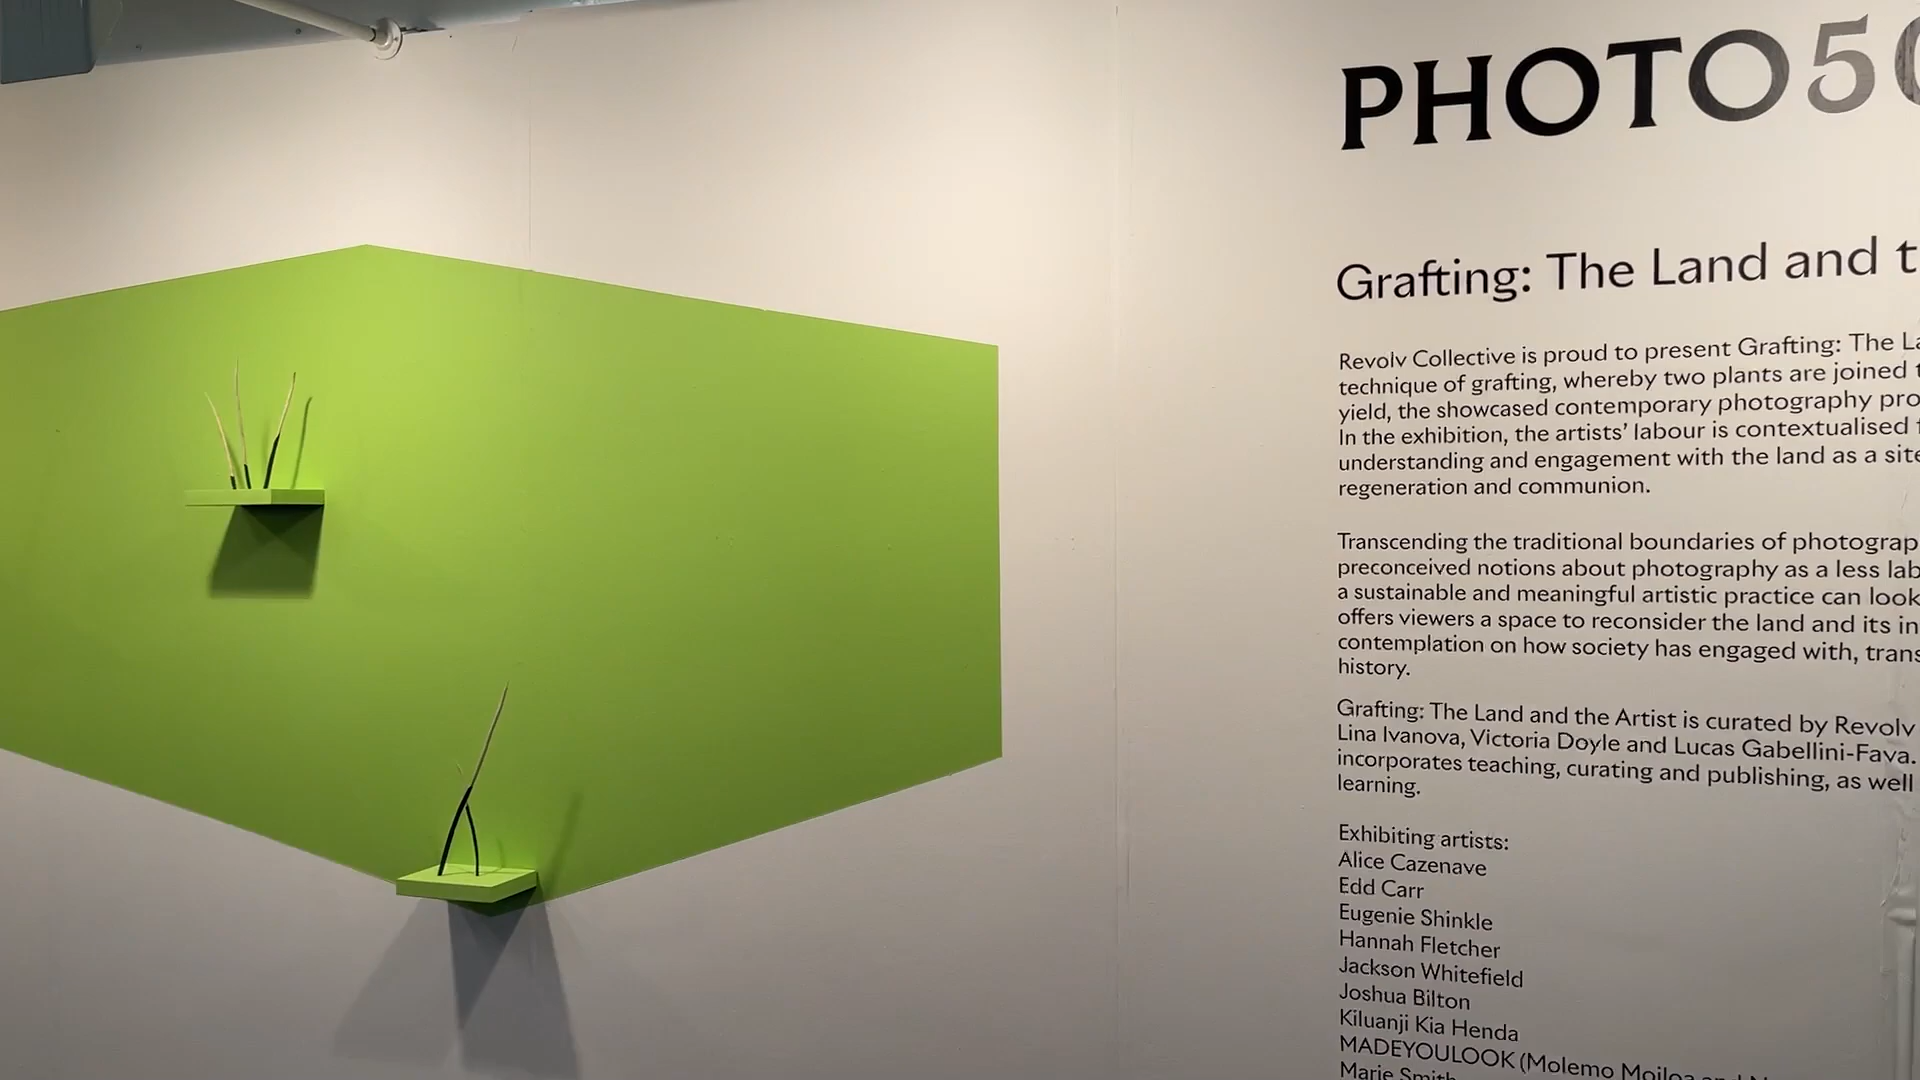 PHOTO50
Grafting: The Land and t
Revolv Collective is proud to present Grafting: The La
technique of grafting, whereby two plants are joined t
yield, the showcased contemporary photography pro
In the exhibition, the artists' labour is contextualised f
understanding and engagement with the land as a site
regeneration and communion.
Transcending the traditional boundaries of photograp
preconceived notions about photography as a less lab
a sustainable and meaningful artistic practice can look
offers viewers a space to reconsider the land and its in
contemplation on how society has engaged with, trans
history.
Grafting: The Land and the Artist is curated by Revolv
Lina Ivanova, Victoria Doyle and Lucas Gabellini-Fava.
incorporates teaching, curating and publishing, as well
learning.
Exhibiting artists:
Alice Cazenave
Edd Carr
Eugenie Shinkle
Hannah Fletcher
Jackson Whitefield
Joshua Bilton
Kiluanji Kia Henda
MADEYOULOOK (Molemo Moiloa and N
Marie Smith